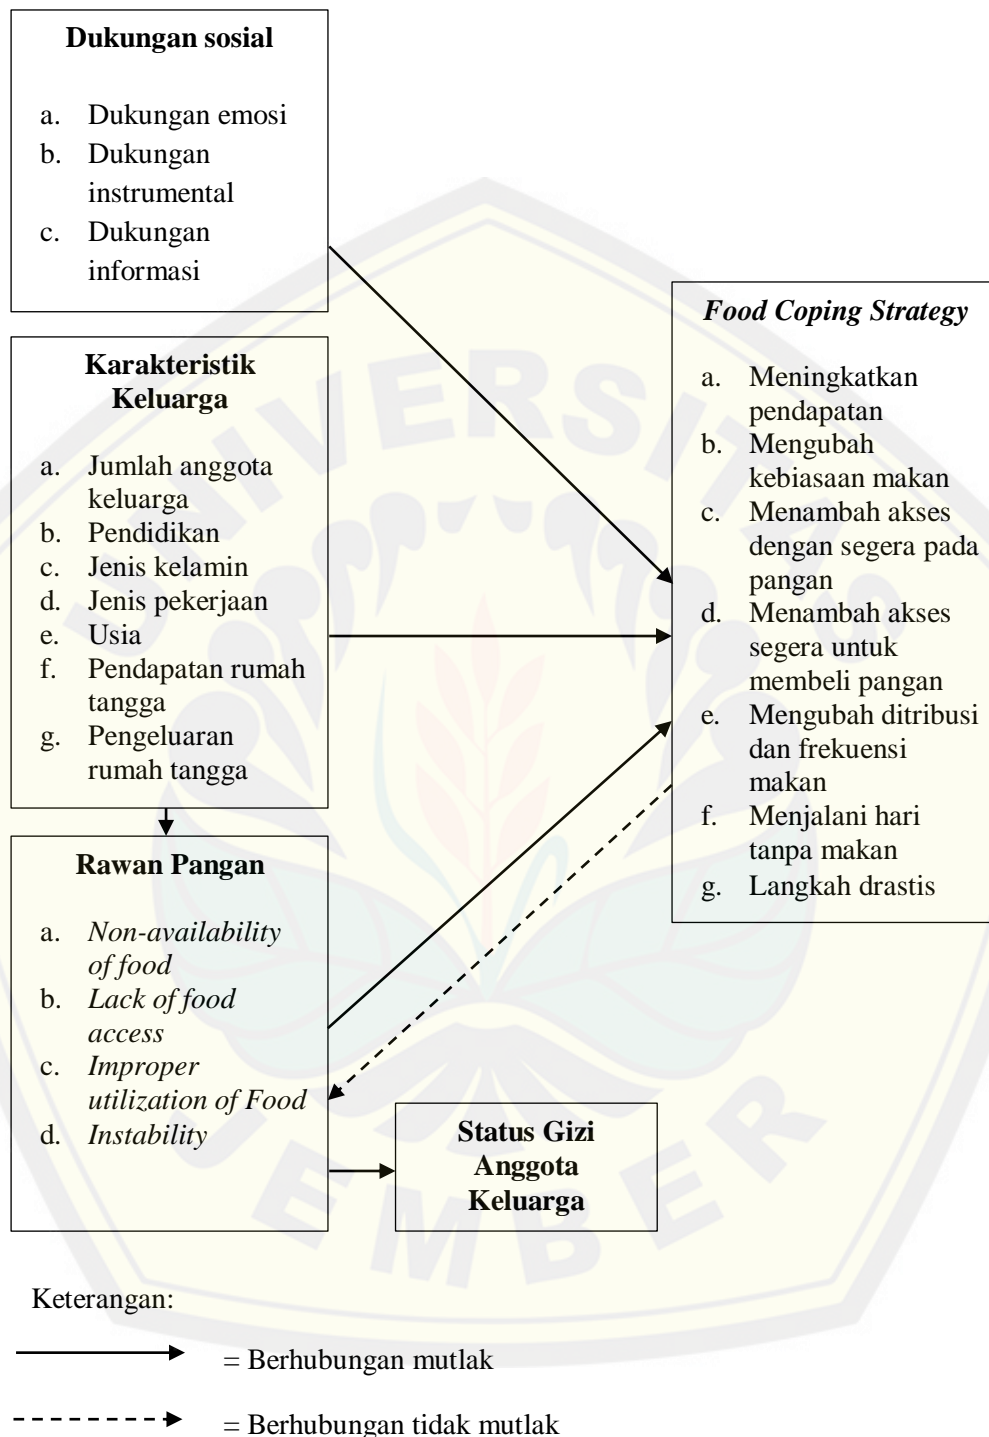 Dukungan sosial
a. Dukungan emosi
b. Dukungan
instrumental
c. Dukungan
informasi
Karakteristik
Keluarga
a. Jumlah anggota
keluarga
b. Pendidikan
c. Jenis kelamin
d. Jenis pekerjaan
e. Usia
f. Pendapatan rumah
tangga
g. Pengeluaran
rumah tangga
Rawan Pangan
a. Non-availability
of food
b. Lack of food
access
c. Improper
utilization of Food
d. Instability
Food Coping Strategy
a. Meningkatkan
pendapatan
b. Mengubah
kebiasaan makan
c. Menambah akses
dengan segera pada
pangan
d. Menambah akses
segera untuk
membeli pangan
e. Mengubah ditribusi
dan frekuensi
makan
f. Menjalani hari
tanpa makan
g. Langkah drastis
Status Gizi
Anggota
Keluarga
Keterangan:
= Berhubungan mutlak
= Berhubungan tidak mutlak
UNIVERSITAS
JEMBER